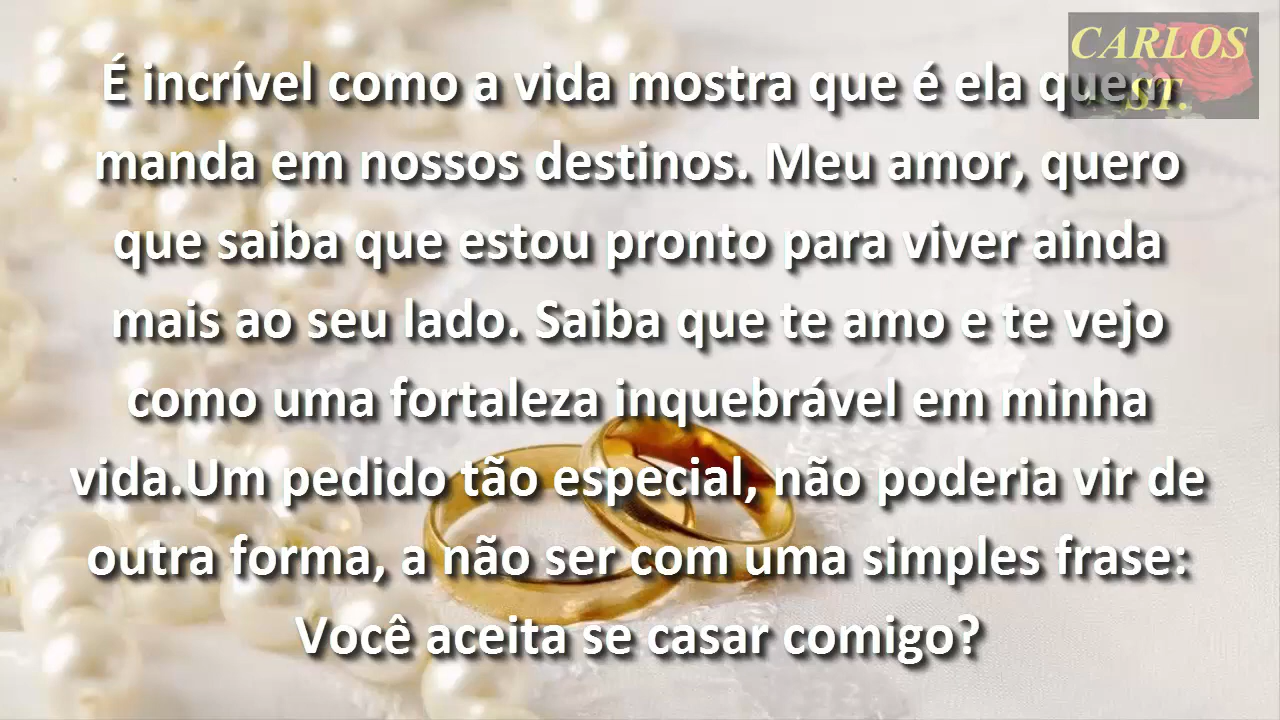 É incrível como a vida mostra que é ela quem
manda em nossos destinos. Meu amor, quero
que saiba que estou pronto para viver ainda
mais ao seu lado. Saiba que te amo e te vejo
como uma fortaleza inquebrável em minha
vida.Um pedido tão especial, não poderia vir de
outra forma, a não ser com uma simples frase:
Você aceita se casar comigo?
CARLOS
ST.